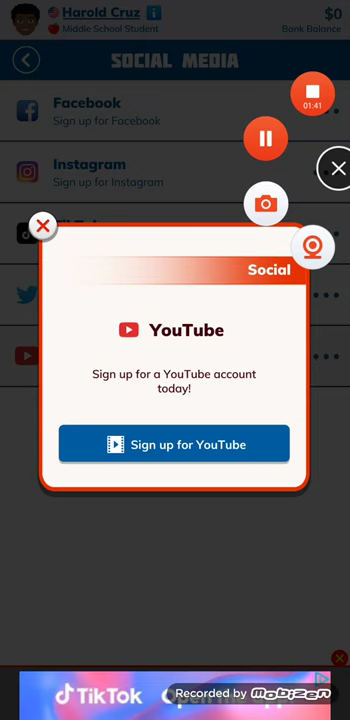 Harold Cruz
$0
Middle School Student
Bank Balance
SOCIAL MEDIA
Facebook
Sign up for Facebook
01:41
Instagram
Sign up for Instagram
Social
YouTube
Sign up for a YouTube account
today!
Sign up for YouTube
TikTok
Recorded by Mobizen